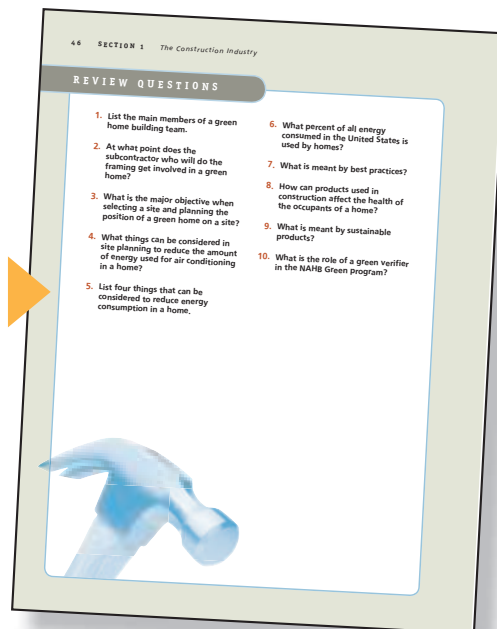 46 SECTION 1 The Construction Industry
REVIEW QUESTIONS
1. List the main members of a green
home building team.
2. At what point does the
subcontractor who will do the
framing get involved in a green
home?
3. What is the major objective when
selecting a site and planning the
position of a green home on a site?
4. What things can be considered in
site planning to reduce the amount
of energy used for air conditioning
in a home?
5. List four things that can be
considered to reduce energy
consumption in a home.
6. What percent of all energy
consumed in the United States is
used by homes?
7. What is meant by best practices?
8. How can products used in
construction affect the health of
the occupants of a home?
9. What is meant by sustainable
products?
10. What is the role of a green verifier
in the NAHB Green program?